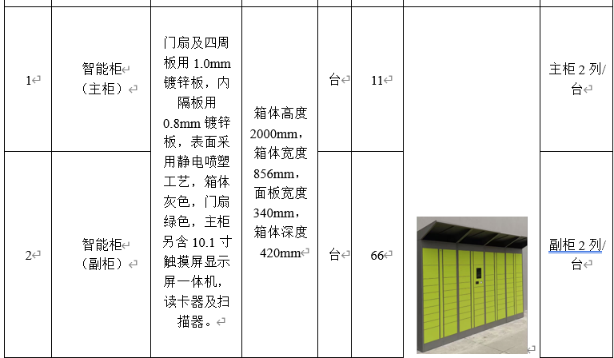 1
智能柜
（主柜）
门扇及四周
板用 1.0mm
镀锌板，内
隔板用
0.8mm 镀锌
板，表面采
用静电喷塑
工艺，箱体
灰色，门扇
绿色，主柜
另含 10.1 寸
触摸屏显示
屏一体机，
读卡器及扫
描器。
箱体高度
2000mm，
箱体宽度
856mm，
面板宽度
340mm，
箱体深度
420mm
台
11
主柜 2 列/
台
2
智能柜
（副柜）
台
66
副柜 2 列/
台